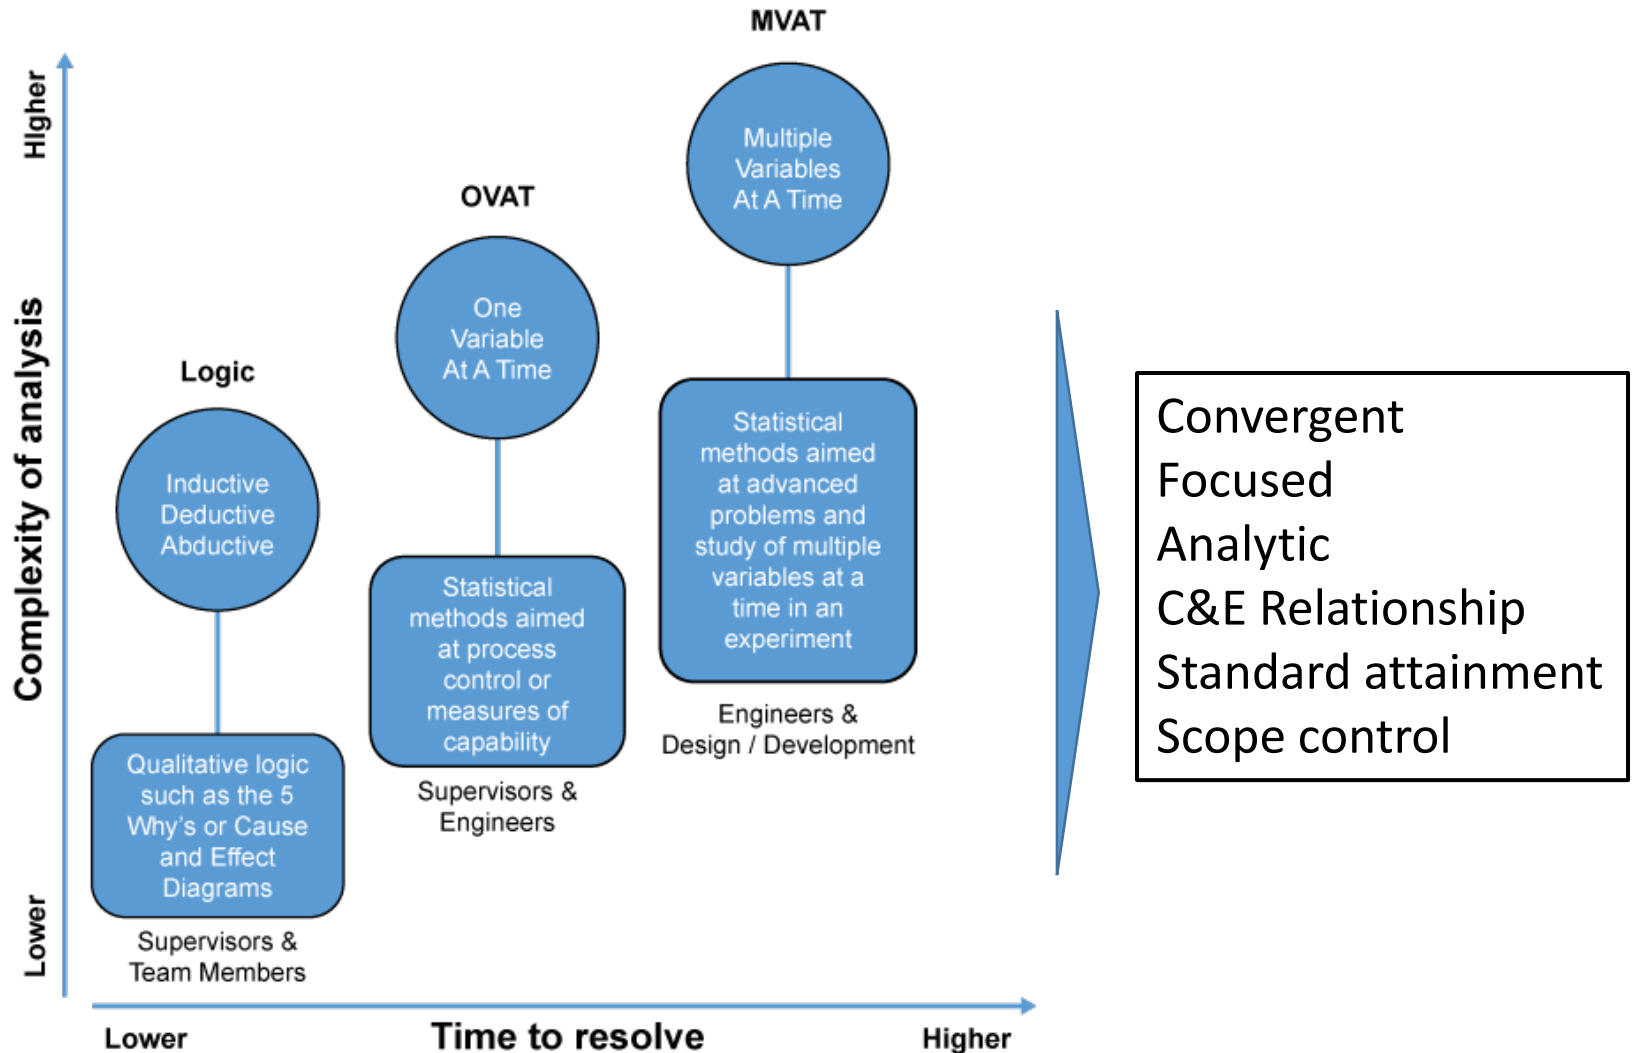 MVAT
HIgher
Multiple
Variables
At A Time
OVAT
One
Variable
At A Time
Logic
Inductive
Deductive
Abductive
Complexity of analysis
Statistical
methods aimed
at advanced
problems and
study of multiple
variables at a
time in an
experiment
Engineers &
Design / Development
Statistical
methods aimed
at process
control or
measures of
capability
Supervisors &
Engineers
Qualitative logic
such as the 5
Why's or Cause
and Effect
Diagrams
Supervisors &
Team Members
Lower
Lower
Time to resolve
Higher
Convergent
Focused
Analytic
C&E Relationship
Standard attainment
Scope control